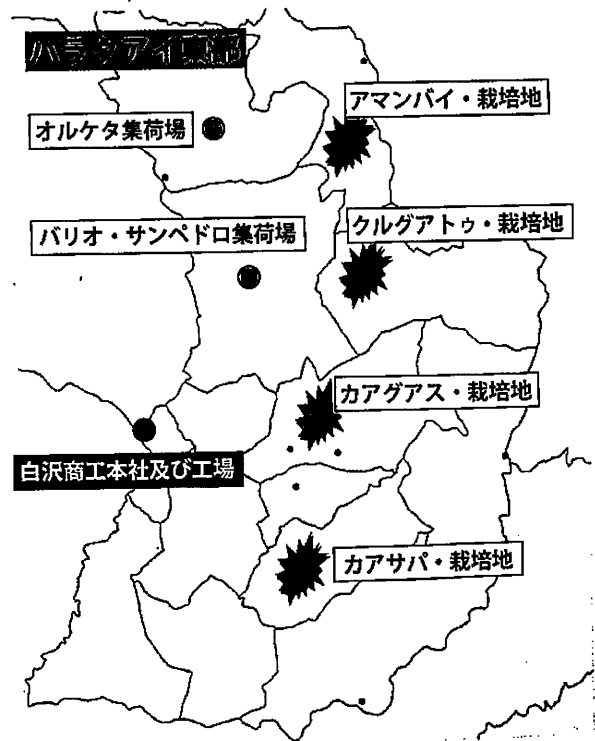 パラグアイ東部
アマンバイ・栽培地
オルケタ集荷場
クルグアトゥ・栽培地
バリオ・サンペドロ集荷場
カアグアス・栽培地
白沢商工本社及び工場
カアサパ・栽培地